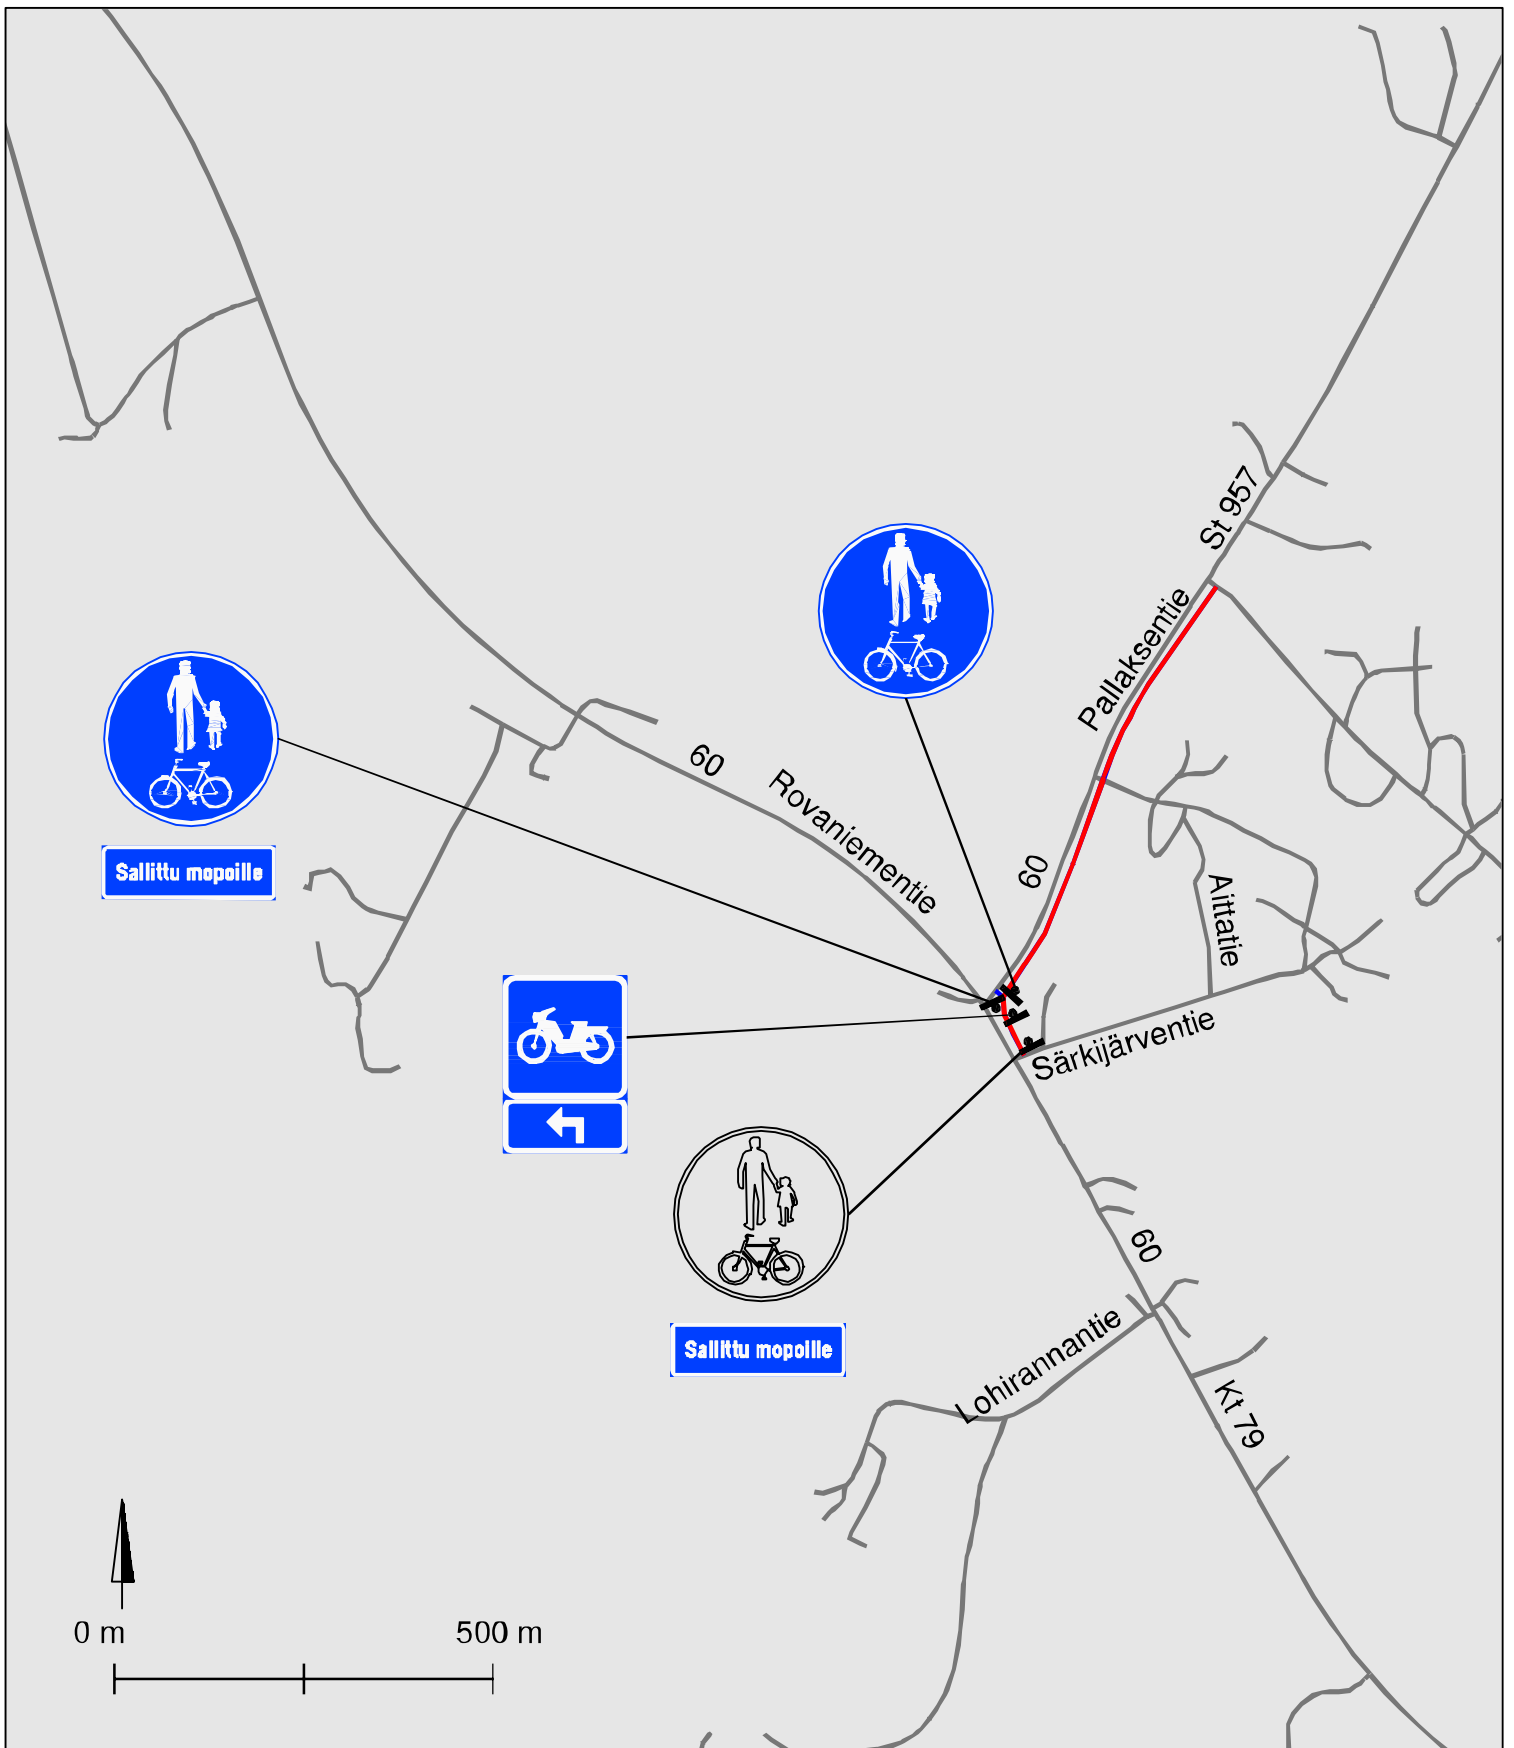 St 957
Pallaksentie
60
Rovaniementie
60
Sallittu mopoille
Aittatie
Särkijärventie
60
Sallittu mopoille
Lohirannantie
Kt 79
0 m
500 m